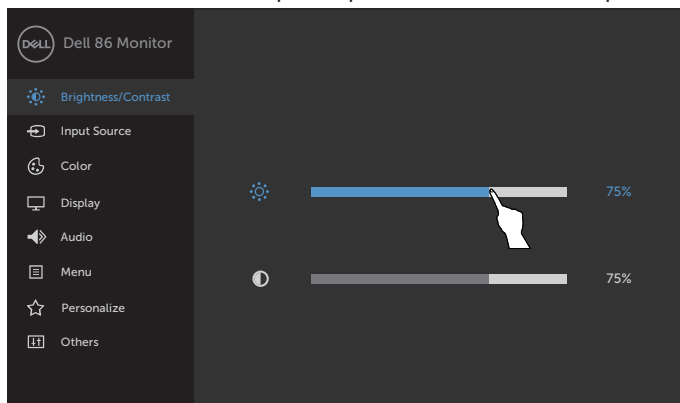 DELL Dell 86 Monitor
Brightness/Contrast
Input Source
Color
Display
Audio
Menu
Personalize
Others
75%
75%